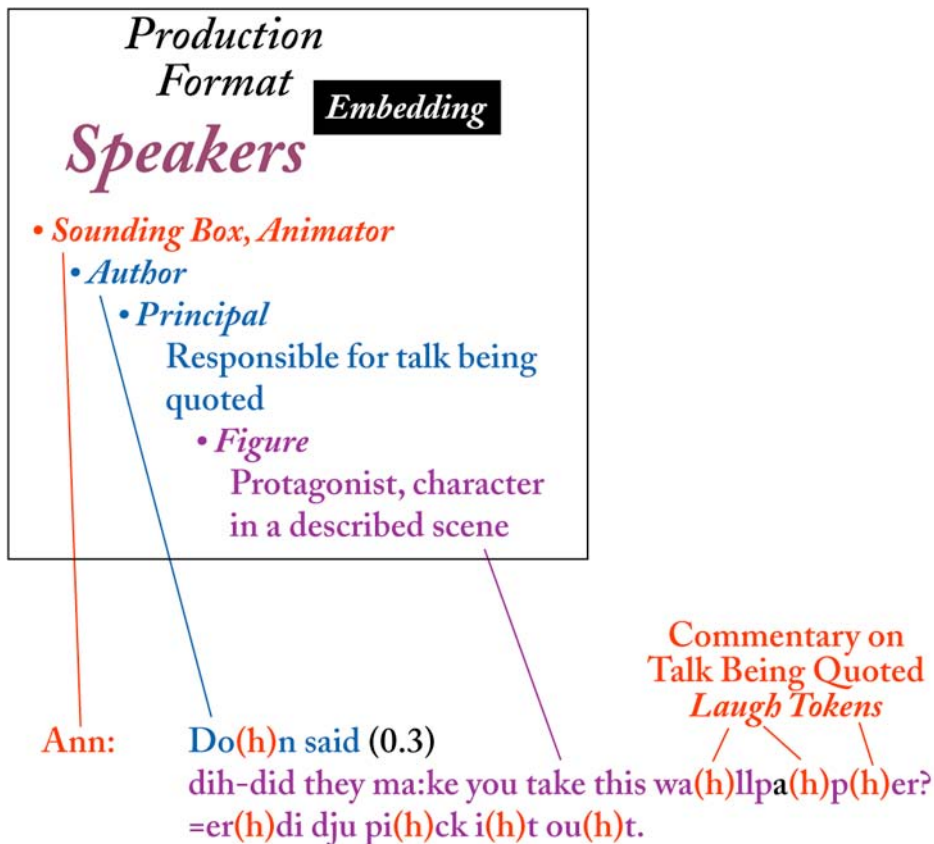 Production
Format
Embedding
Speakers
• Sounding Box, Animator
• Author
• Principal
Responsible for talk being
quoted
• Figure
Protagonist, character
in a described scene
Commentary on
Talk Being Quoted
Laugh Tokens
Ann: Do(h)n said (0.3)
dih-did they ma:ke you take this wa(h)llpa(h)p(h)er?
=er(h)di dju pi(h)ck i(h)t ou(h)t.